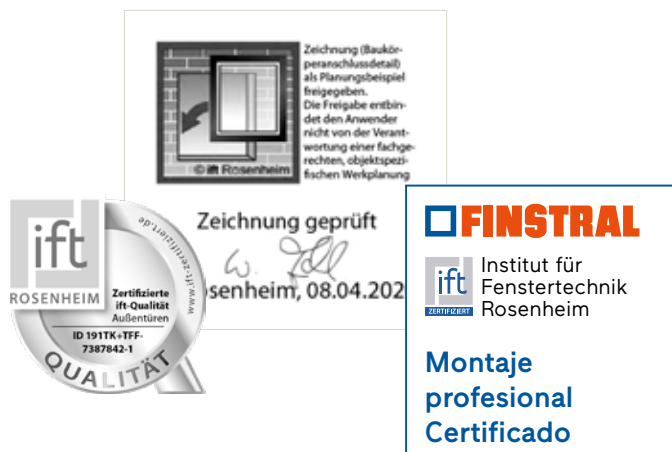 Zeichnung (Baukör-
peranschlussdetail)
als Planungsbeispiel
freigegeben.
Die Freigabe entbin-
det den Anwender
nicht von der Verant-
wortung einer fachge-
rechten, objektspezi-
fischen Werkplanung
© ift Rosenheim
Zeichnung geprüft
senheim, 08.04.202
ift
ROSENHEIM
www.ift-zertifiziert.de
Zertifizierte
ift-Qualität
Außentüren
ID 191TK+TFF-
7387842-1
QUALITÄT
FINSTRAL
ift
ZERTIFIZIERT
Institut für
Fenstertechnik
Rosenheim
Montaje
profesional
Certificado